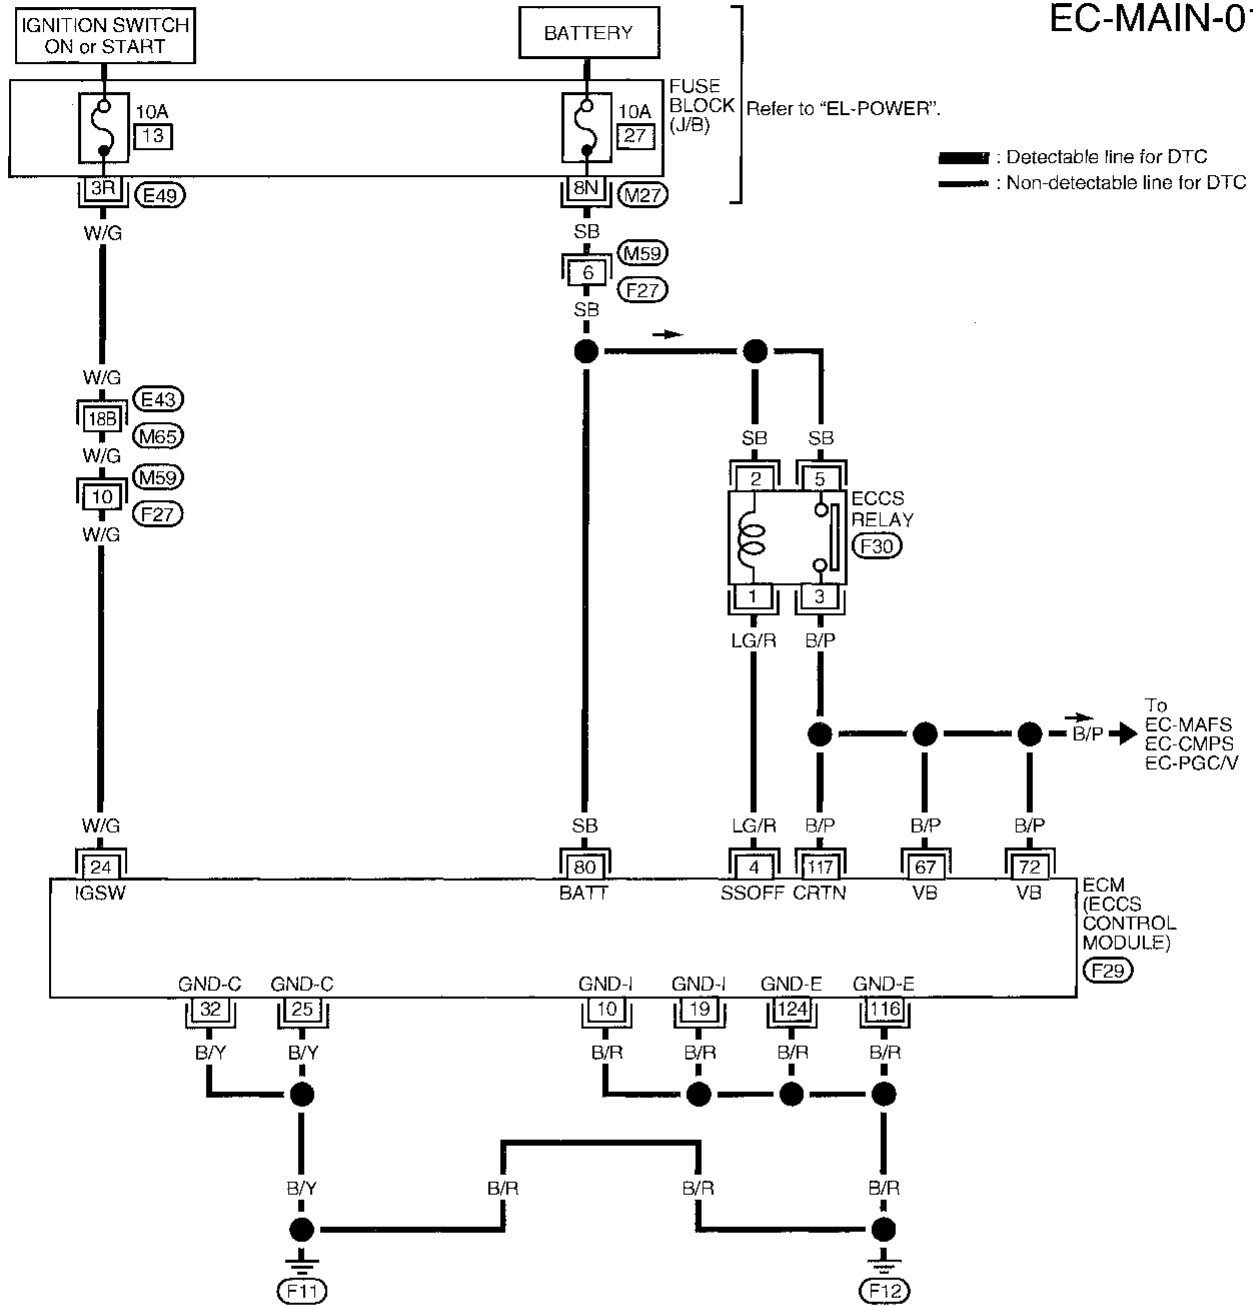 EC-MAIN-01
IGNITION SWITCH
ON or START
BATTERY
FUSE
BLOCK
(J/B)
Refer to "EL-POWER".
10A
13
10A
27
: Detectable line for DTC
: Non-detectable line for DTC
3R
E49
8N
M27
W/G
SB
6
M59
F27
SB
W/G
18B
E43
M65
W/G
10
M59
F27
W/G
SB
SB
2
5
ECCS
RELAY
F30
1
3
LG/R
B/P
To
EC-MAFS
EC-CMPS
EC-PGC/V
B/P
W/G
SB
LG/R
B/P
B/P
B/P
24
80
4
117
67
72
IGSW
BATT
SSOFF
CRTN
VB
VB
ECM
(ECCS
CONTROL
MODULE)
F29
GND-C
GND-C
GND-I
GND-I
GND-E
GND-E
32
25
10
19
124
116
B/Y
B/Y
B/R
B/R
B/R
B/R
B/Y
B/R
B/R
B/R
F11
F12